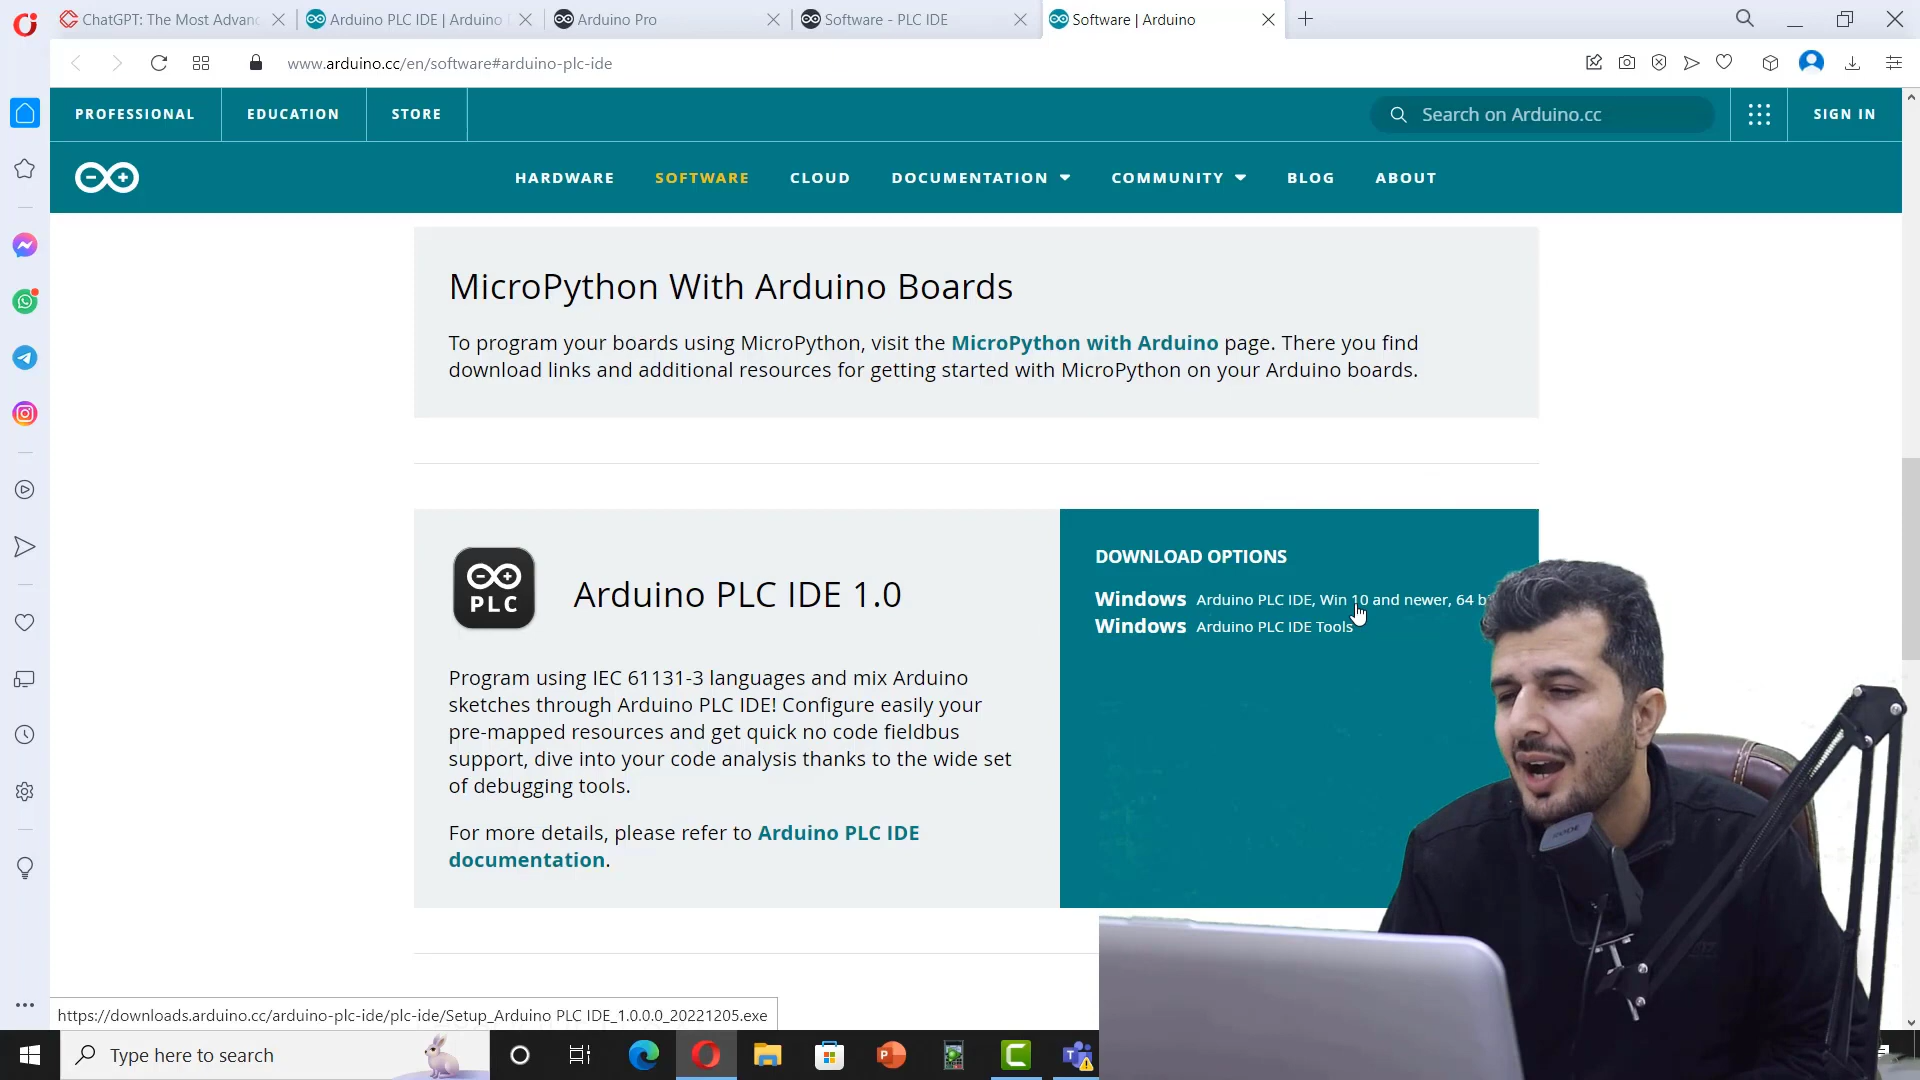 ChatGPT: The Most Advanc
Arduino PLC IDE | Arduino
Arduino Pro
Software - PLC IDE
Software | Arduino
www.arduino.cc/en/software#arduino-plc-ide
PROFESSIONAL
EDUCATION
STORE
Search on Arduino.cc
SIGN IN
HARDWARE
SOFTWARE
CLOUD
DOCUMENTATION
COMMUNITY
BLOG
ABOUT
MicroPython With Arduino Boards
To program your boards using MicroPython, visit the MicroPython with Arduino page. There you find
download links and additional resources for getting started with MicroPython on your Arduino boards.
PLC
Arduino PLC IDE 1.0
Program using IEC 61131-3 languages and mix Arduino
sketches through Arduino PLC IDE! Configure easily your
pre-mapped resources and get quick no code fieldbus
support, dive into your code analysis thanks to the wide set
of debugging tools.
For more details, please refer to Arduino PLC IDE
documentation.
DOWNLOAD OPTIONS
Windows Arduino PLC IDE, Win 10 and newer, 64 b
Windows Arduino PLC IDE Tools
RODE
https://downloads.arduino.cc/arduino-plc-ide/plc-ide/Setup_Arduino PLC IDE_1.0.0.0_20221205.exe
Type here to search